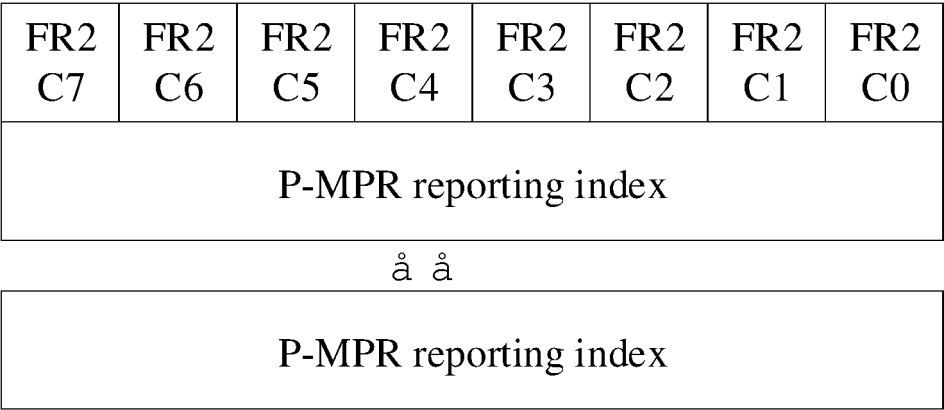 FR2 FR2 FR2 FR2 FR2 FR2 FR2 FR2
C7 C6 C5 C4 C3 C2 C1 C0
P-MPR reporting index
å å
P-MPR reporting index